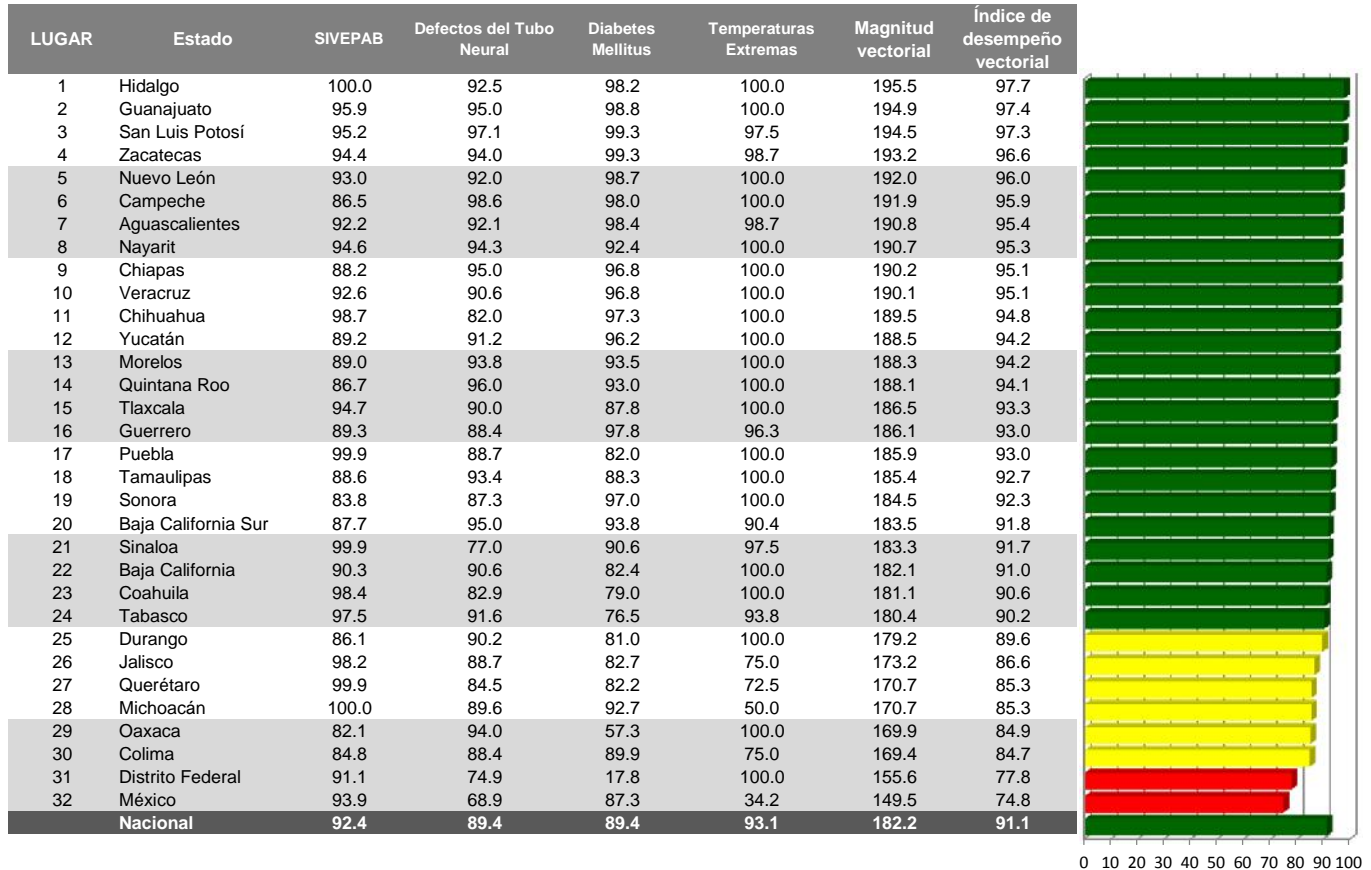 LUGAR Estado SIVEPAB Defectos del Tubo Neural Diabetes Mellitus Temperaturas Extremas Magnitud vectorial Índice de desempeño vectorial
1 Hidalgo 100.0 92.5 98.2 100.0 195.5 97.7
2 Guanajuato 95.9 95.0 98.8 100.0 194.9 97.4
3 San Luis Potosí 95.2 97.1 99.3 97.5 194.5 97.3
4 Zacatecas 94.4 94.0 99.3 98.7 193.2 96.6
5 Nuevo León 93.0 92.0 98.7 100.0 192.0 96.0
6 Campeche 86.5 98.6 98.0 100.0 191.9 95.9
7 Aguascalientes 92.2 92.1 98.4 98.7 190.8 95.4
8 Nayarit 94.6 94.3 92.4 100.0 190.7 95.3
9 Chiapas 88.2 95.0 96.8 100.0 190.2 95.1
10 Veracruz 92.6 90.6 96.8 100.0 190.1 95.1
11 Chihuahua 98.7 82.0 97.3 100.0 189.5 94.8
12 Yucatán 89.2 91.2 96.2 100.0 188.5 94.2
13 Morelos 89.0 93.8 93.5 100.0 188.3 94.2
14 Quintana Roo 86.7 96.0 93.0 100.0 188.1 94.1
15 Tlaxcala 94.7 90.0 87.8 100.0 186.5 93.3
16 Guerrero 89.3 88.4 97.8 96.3 186.1 93.0
17 Puebla 99.9 88.7 82.0 100.0 185.9 93.0
18 Tamaulipas 88.6 93.4 88.3 100.0 185.4 92.7
19 Sonora 83.8 87.3 97.0 100.0 184.5 92.3
20 Baja California Sur 87.7 95.0 93.8 90.4 183.5 91.8
21 Sinaloa 99.9 77.0 90.6 97.5 183.3 91.7
22 Baja California 90.3 90.6 82.4 100.0 182.1 91.0
23 Coahuila 98.4 82.9 79.0 100.0 181.1 90.6
24 Tabasco 97.5 91.6 76.5 93.8 180.4 90.2
25 Durango 86.1 90.2 81.0 100.0 179.2 89.6
26 Jalisco 98.2 88.7 82.7 75.0 173.2 86.6
27 Querétaro 99.9 84.5 82.2 72.5 170.7 85.3
28 Michoacán 100.0 89.6 92.7 50.0 170.7 85.3
29 Oaxaca 82.1 94.0 57.3 100.0 169.9 84.9
30 Colima 84.8 88.4 89.9 75.0 169.4 84.7
31 Distrito Federal 91.1 74.9 17.8 100.0 155.6 77.8
32 México 93.9 68.9 87.3 34.2 149.5 74.8
Nacional 92.4 89.4 89.4 93.1 182.2 91.1
0 10 20 30 40 50 60 70 80 90 100